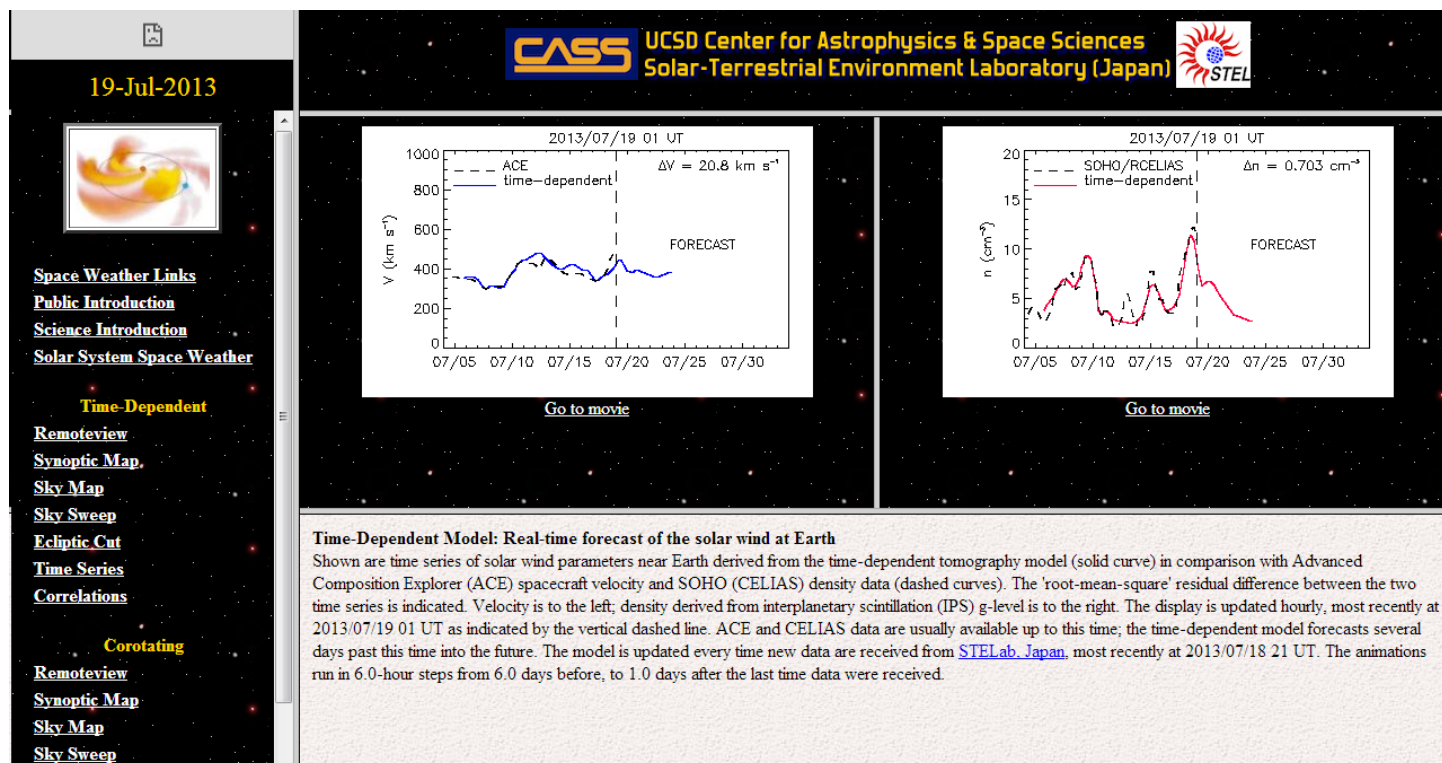 19-Jul-2013
Space Weather Links
Public Introduction
Science Introduction
Solar System Space Weather
Time-Dependent
Remoteview
Synoptic Map
Sky Map
Sky Sweep
Ecliptic Cut
Time Series
Correlations
Corotating
Remoteview
Synoptic Map
Sky Map
Sky Sweep
CASS
UCSD Center for Astrophysics & Space Sciences
Solar-Terrestrial Environment Laboratory (Japan)
STEL
2013/07/19 01 UT
ACE
time-dependent
ΔV = 20.8 km s⁻¹
FORECAST
V (km s⁻¹)
1000
800
600
400
200
0
07/05 07/10 07/15 07/20 07/25 07/30
Go to movie
2013/07/19 01 UT
SOHO/RCELIAS
time-dependent
Δn = 0.703 cm⁻³
FORECAST
n (cm⁻³)
20
15
10
5
0
07/05 07/10 07/15 07/20 07/25 07/30
Go to movie
Time-Dependent Model: Real-time forecast of the solar wind at Earth
Shown are time series of solar wind parameters near Earth derived from the time-dependent tomography model (solid curve) in comparison with Advanced
Composition Explorer (ACE) spacecraft velocity and SOHO (CELIAS) density data (dashed curves). The 'root-mean-square' residual difference between the two
time series is indicated. Velocity is to the left; density derived from interplanetary scintillation (IPS) g-level is to the right. The display is updated hourly, most recently at
2013/07/19 01 UT as indicated by the vertical dashed line. ACE and CELIAS data are usually available up to this time; the time-dependent model forecasts several
days past this time into the future. The model is updated every time new data are received from STELab, Japan, most recently at 2013/07/18 21 UT. The animations
run in 6.0-hour steps from 6.0 days before, to 1.0 days after the last time data were received.